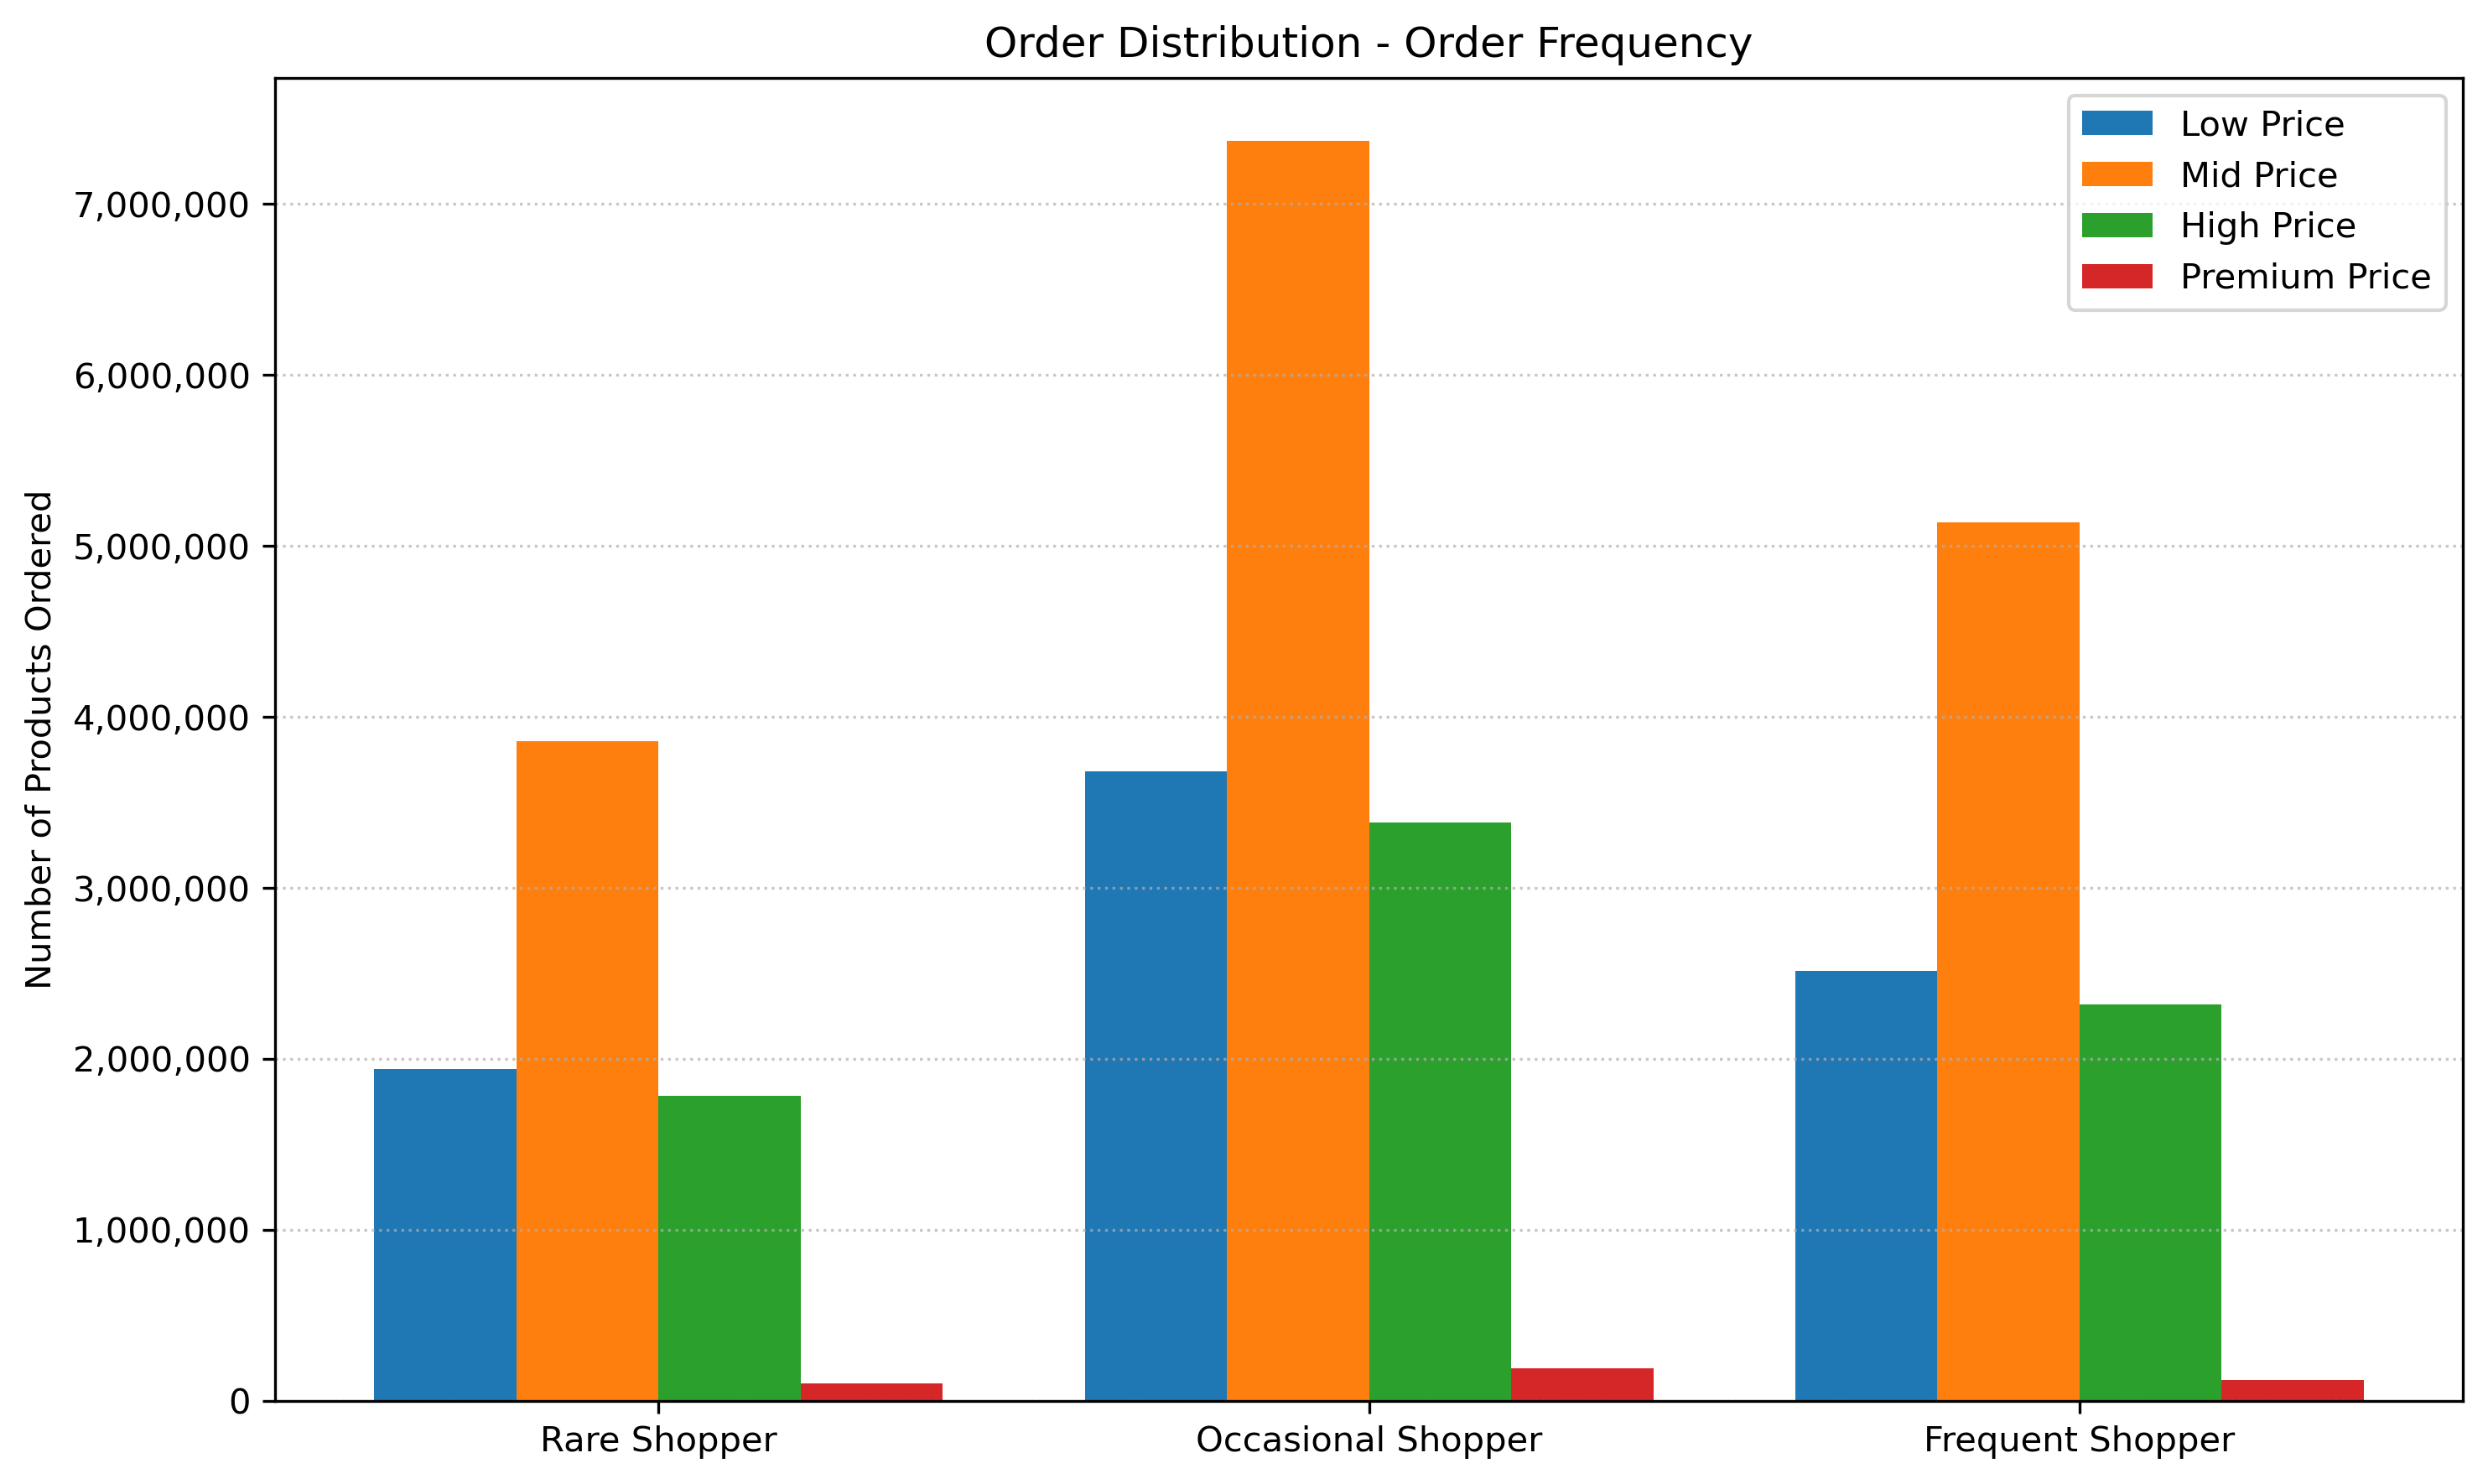 Order Distribution - Order Frequency
Low Price
Mid Price
High Price
Premium Price
Number of Products Ordered
7,000,000
6,000,000
5,000,000
4,000,000
3,000,000
2,000,000
1,000,000
0
Rare Shopper
Occasional Shopper
Frequent Shopper